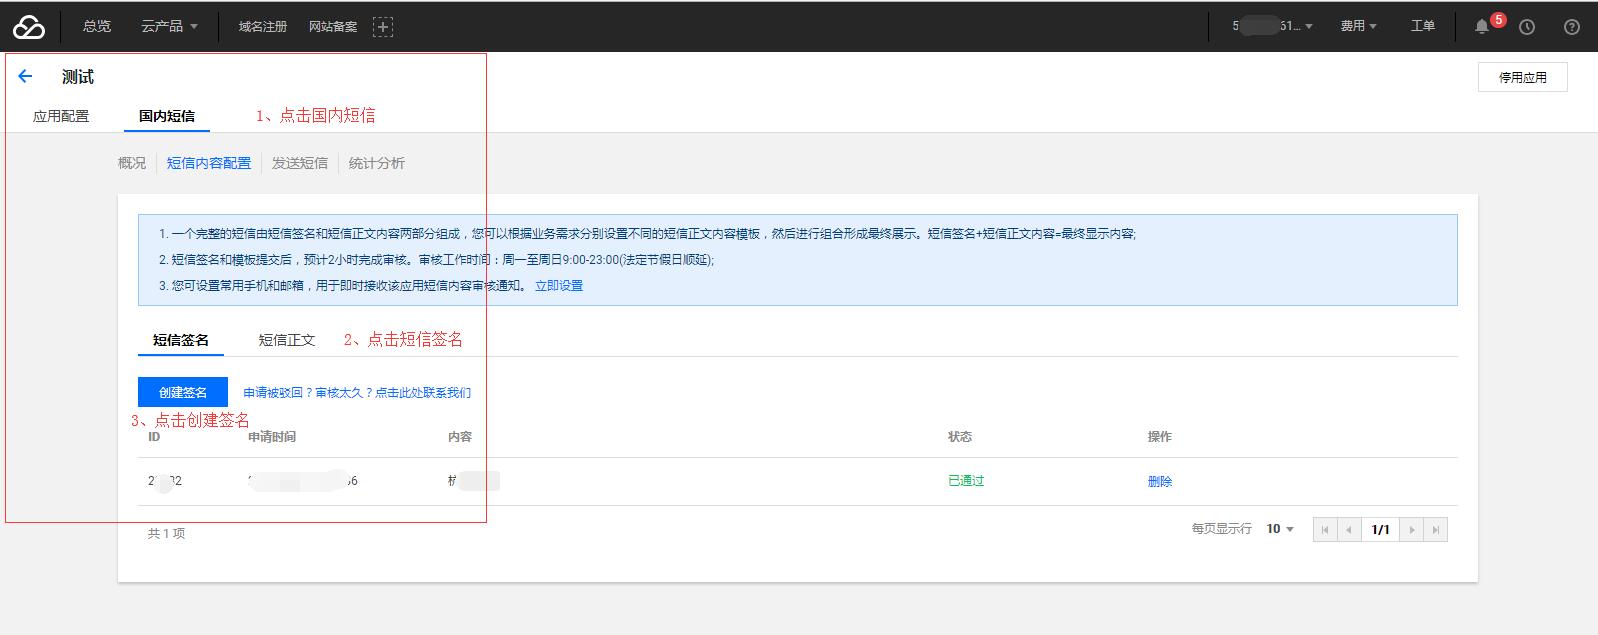 总览 云产品 域名注册 网站备案 5 61... 费用 工单 5
测试 停用应用
应用配置 国内短信 1、点击国内短信
概况 短信内容配置 发送短信 统计分析
1. 一个完整的短信由短信签名和短信正文内容两部分组成，您可以根据业务需求分别设置不同的短信正文内容模板，然后进行组合形成最终展示。短信签名+短信正文内容=最终显示内容;
2. 短信签名和模板提交后，预计2小时完成审核。审核工作时间：周一至周日9:00-23:00(法定节假日顺延);
3. 您可设置常用手机和邮箱，用于即时接收该应用短信内容审核通知。 立即设置
短信签名 短信正文 2、点击短信签名
创建签名 申请被驳回？审核太久？点击此处联系我们
3、点击创建签名
ID 申请时间 内容 状态 操作
已通过 删除
共 1 项 每页显示行 10 1/1